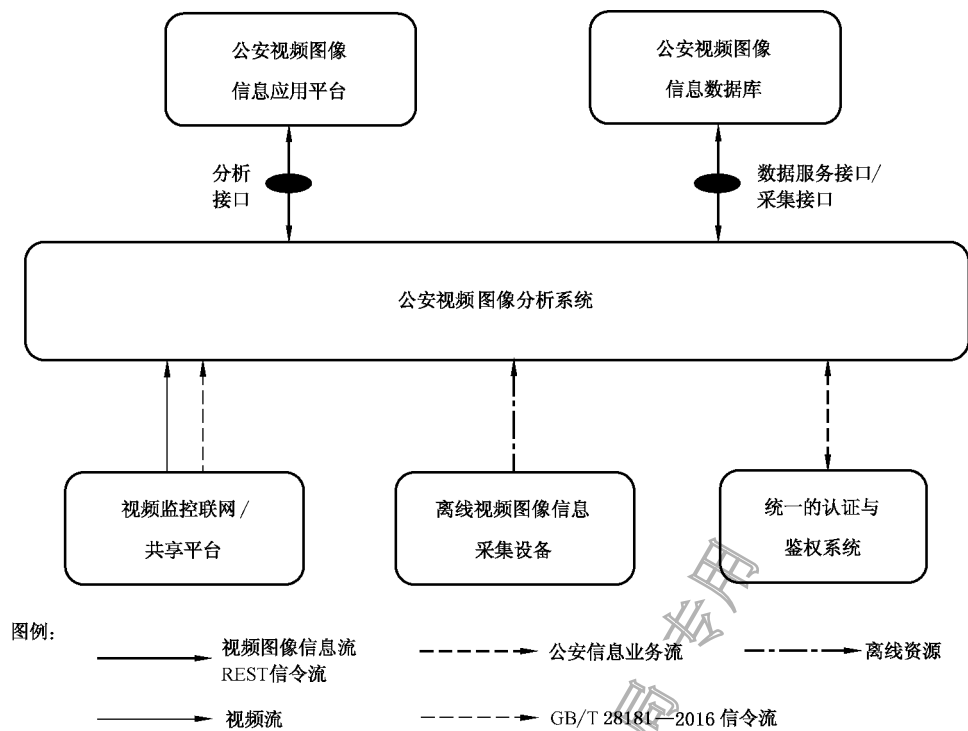 公安视频图像
信息应用平台
公安视频图像
信息数据库
分析
接口
数据服务接口/
采集接口
公安视频图像分析系统
视频监控联网/
共享平台
离线视频图像信息
采集设备
统一的认证与
鉴权系统
图例：
视频图像信息流
REST信令流
公安信息业务流
离线资源
视频流
GB/T 28181—2016 信令流
局 专用